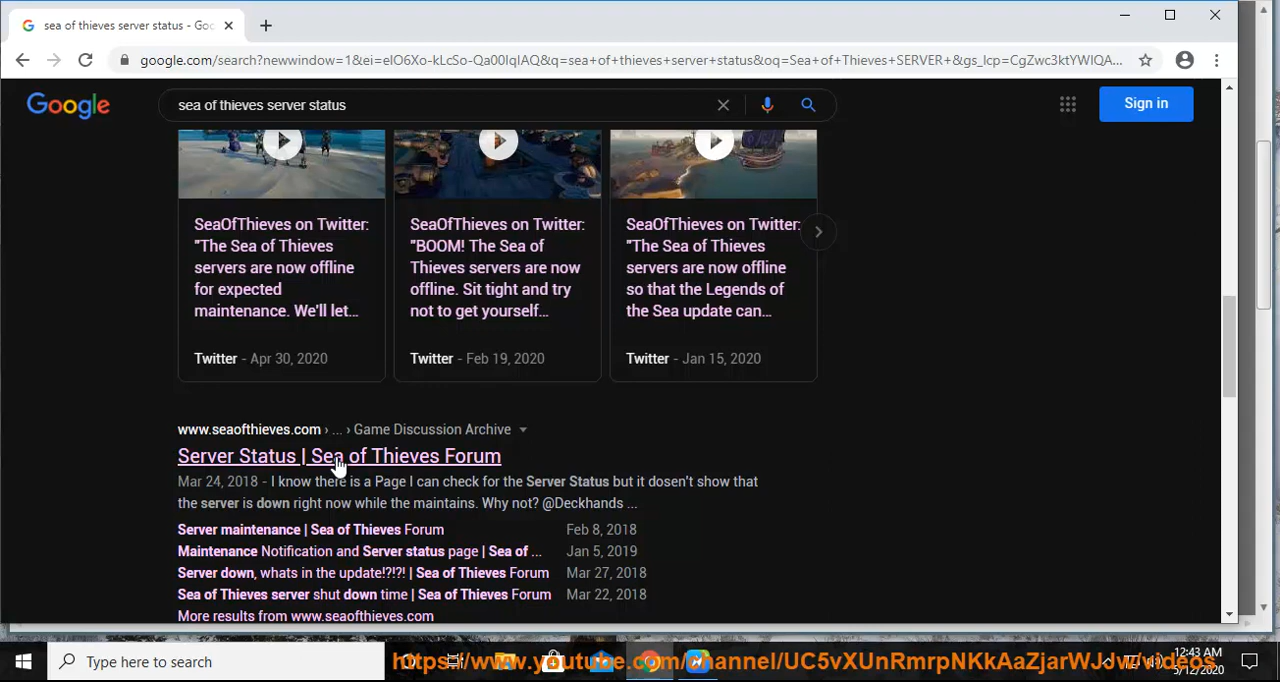 sea of thieves server status - Goo
google.com/search?newwindow=1&ei=eIO6Xo-kLcSo-Qa00IqIAQ&q=sea+of+thieves+server+status&oq=Sea+of+Thieves+SERVER+&gs_lcp=CgZwc3ktYWIQA...
Google
sea of thieves server status
Sign in
SeaOfThieves on Twitter:
"The Sea of Thieves
servers are now offline
for expected
maintenance. We'll let...
Twitter - Apr 30, 2020
SeaOfThieves on Twitter:
"BOOM! The Sea of
Thieves servers are now
offline. Sit tight and try
not to get yourself...
Twitter - Feb 19, 2020
SeaOfThieves on Twitter:
"The Sea of Thieves
servers are now offline
so that the Legends of
the Sea update can...
Twitter - Jan 15, 2020
www.seaofthieves.com › ... › Game Discussion Archive
Server Status | Sea of Thieves Forum
Mar 24, 2018 - I know there is a Page I can check for the Server Status but it dosen't show that
the server is down right now while the maintains. Why not? @Deckhands ...
Server maintenance | Sea of Thieves Forum Feb 8, 2018
Maintenance Notification and Server status page | Sea of ... Jan 5, 2019
Server down, whats in the update!?!?! | Sea of Thieves Forum Mar 27, 2018
Sea of Thieves server shut down time | Sea of Thieves Forum Mar 22, 2018
More results from www.seaofthieves.com
Type here to search
https://www.youtube.com/channel/UC5vXUnRmrpNKkAaZjarWJJw/videos
12:43 AM
5/12/2020